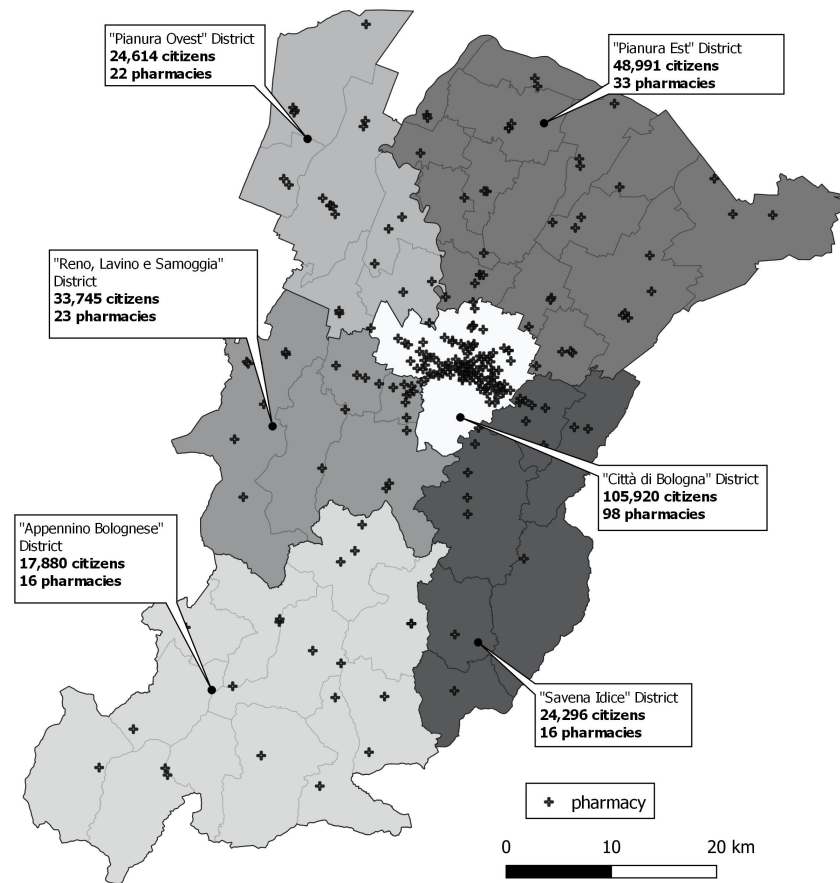 "Pianura Ovest" District
24,614 citizens
22 pharmacies
"Pianura Est" District
48,991 citizens
33 pharmacies
"Reno, Lavino e Samoggia"
District
33,745 citizens
23 pharmacies
"Città di Bologna" District
105,920 citizens
98 pharmacies
"Appennino Bolognese"
District
17,880 citizens
16 pharmacies
"Savena Idice" District
24,296 citizens
16 pharmacies
pharmacy
0 10 20 km